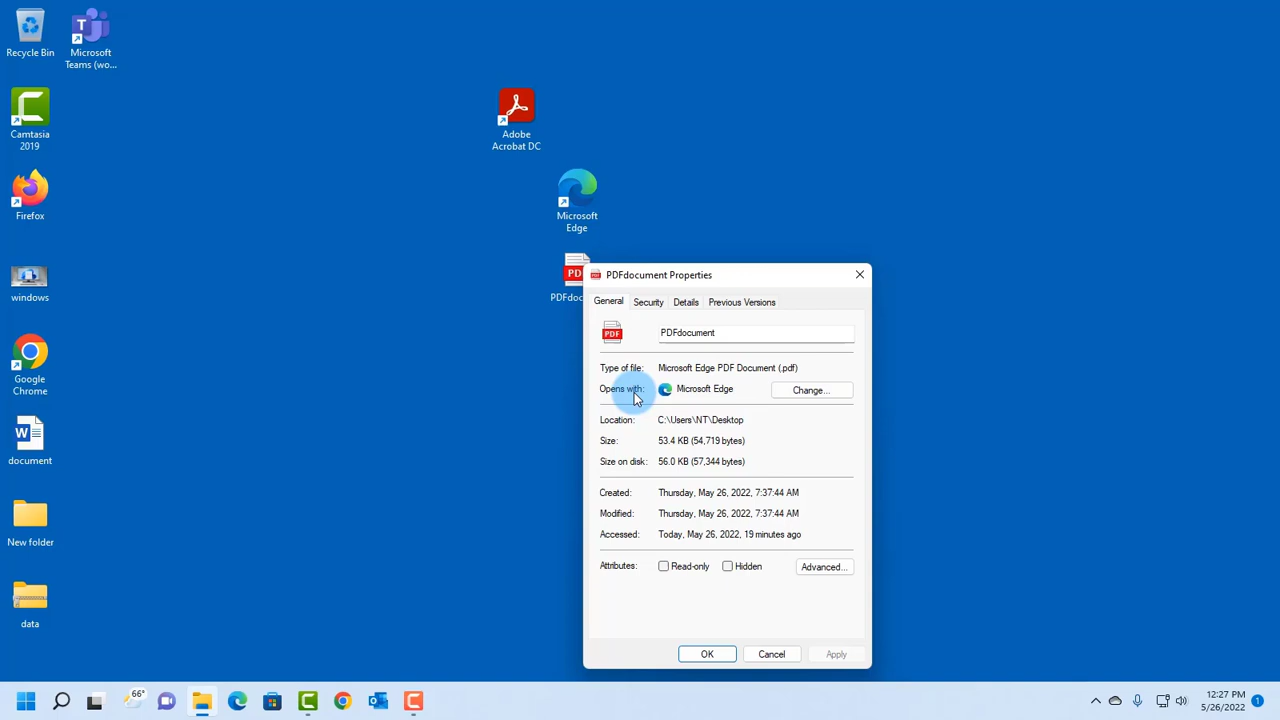 Recycle Bin
Microsoft
Teams (wo...
Camtasia
2019
Adobe
Acrobat DC
Firefox
Microsoft
Edge
windows
PDFdoc
Google
Chrome
document
New folder
data
PDFdocument Properties
General Security Details Previous Versions
PDF
PDFdocument
Type of file: Microsoft Edge PDF Document (.pdf)
Opens with: Microsoft Edge Change...
Location: C:\Users\NT\Desktop
Size: 53.4 KB (54,719 bytes)
Size on disk: 56.0 KB (57,344 bytes)
Created: Thursday, May 26, 2022, 7:37:44 AM
Modified: Thursday, May 26, 2022, 7:37:44 AM
Accessed: Today, May 26, 2022, 19 minutes ago
Attributes: Read-only Hidden Advanced...
OK Cancel Apply
66°
12:27 PM
5/26/2022
1